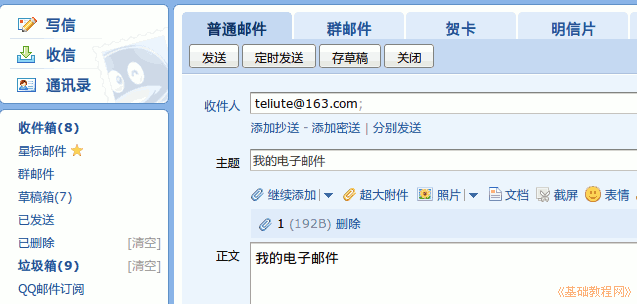 写信
收信
通讯录
收件箱(8)
星标邮件
群邮件
草稿箱(7)
已发送
已删除 [清空]
垃圾箱(9) [清空]
QQ邮件订阅
普通邮件 群邮件 贺卡 明信片
发送 定时发送 存草稿 关闭
收件人 teliute@163.com;
添加抄送 - 添加密送 | 分别发送
主题 我的电子邮件
继续添加 | 超大附件 照片 | 文档 截屏 表情
1 (192B) 删除
正文 我的电子邮件
《基础教程网》